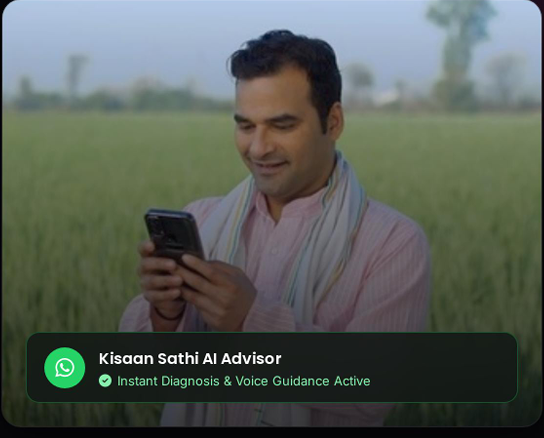 Kisaan Sathi AI Advisor
Instant Diagnosis & Voice Guidance Active